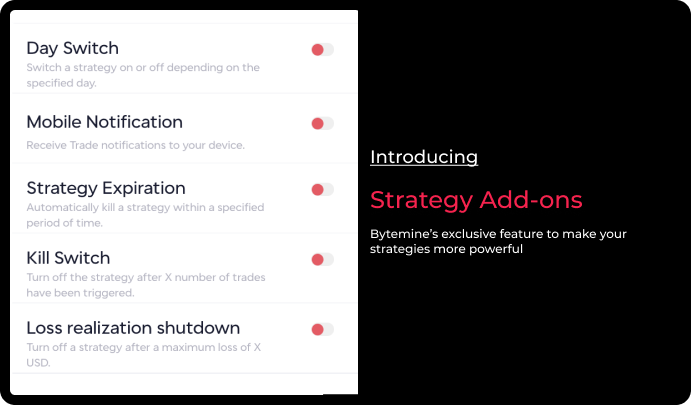 Day Switch
Switch a strategy on or off depending on the
specified day.
Mobile Notification
Receive Trade notifications to your device.
Strategy Expiration
Automatically kill a strategy within a specified
period of time.
Kill Switch
Turn off the strategy after X number of trades
have been triggered.
Loss realization shutdown
Turn off a strategy after a maximum loss of X
USD.
Introducing
Strategy Add-ons
Bytemine’s exclusive feature to make your
strategies more powerful